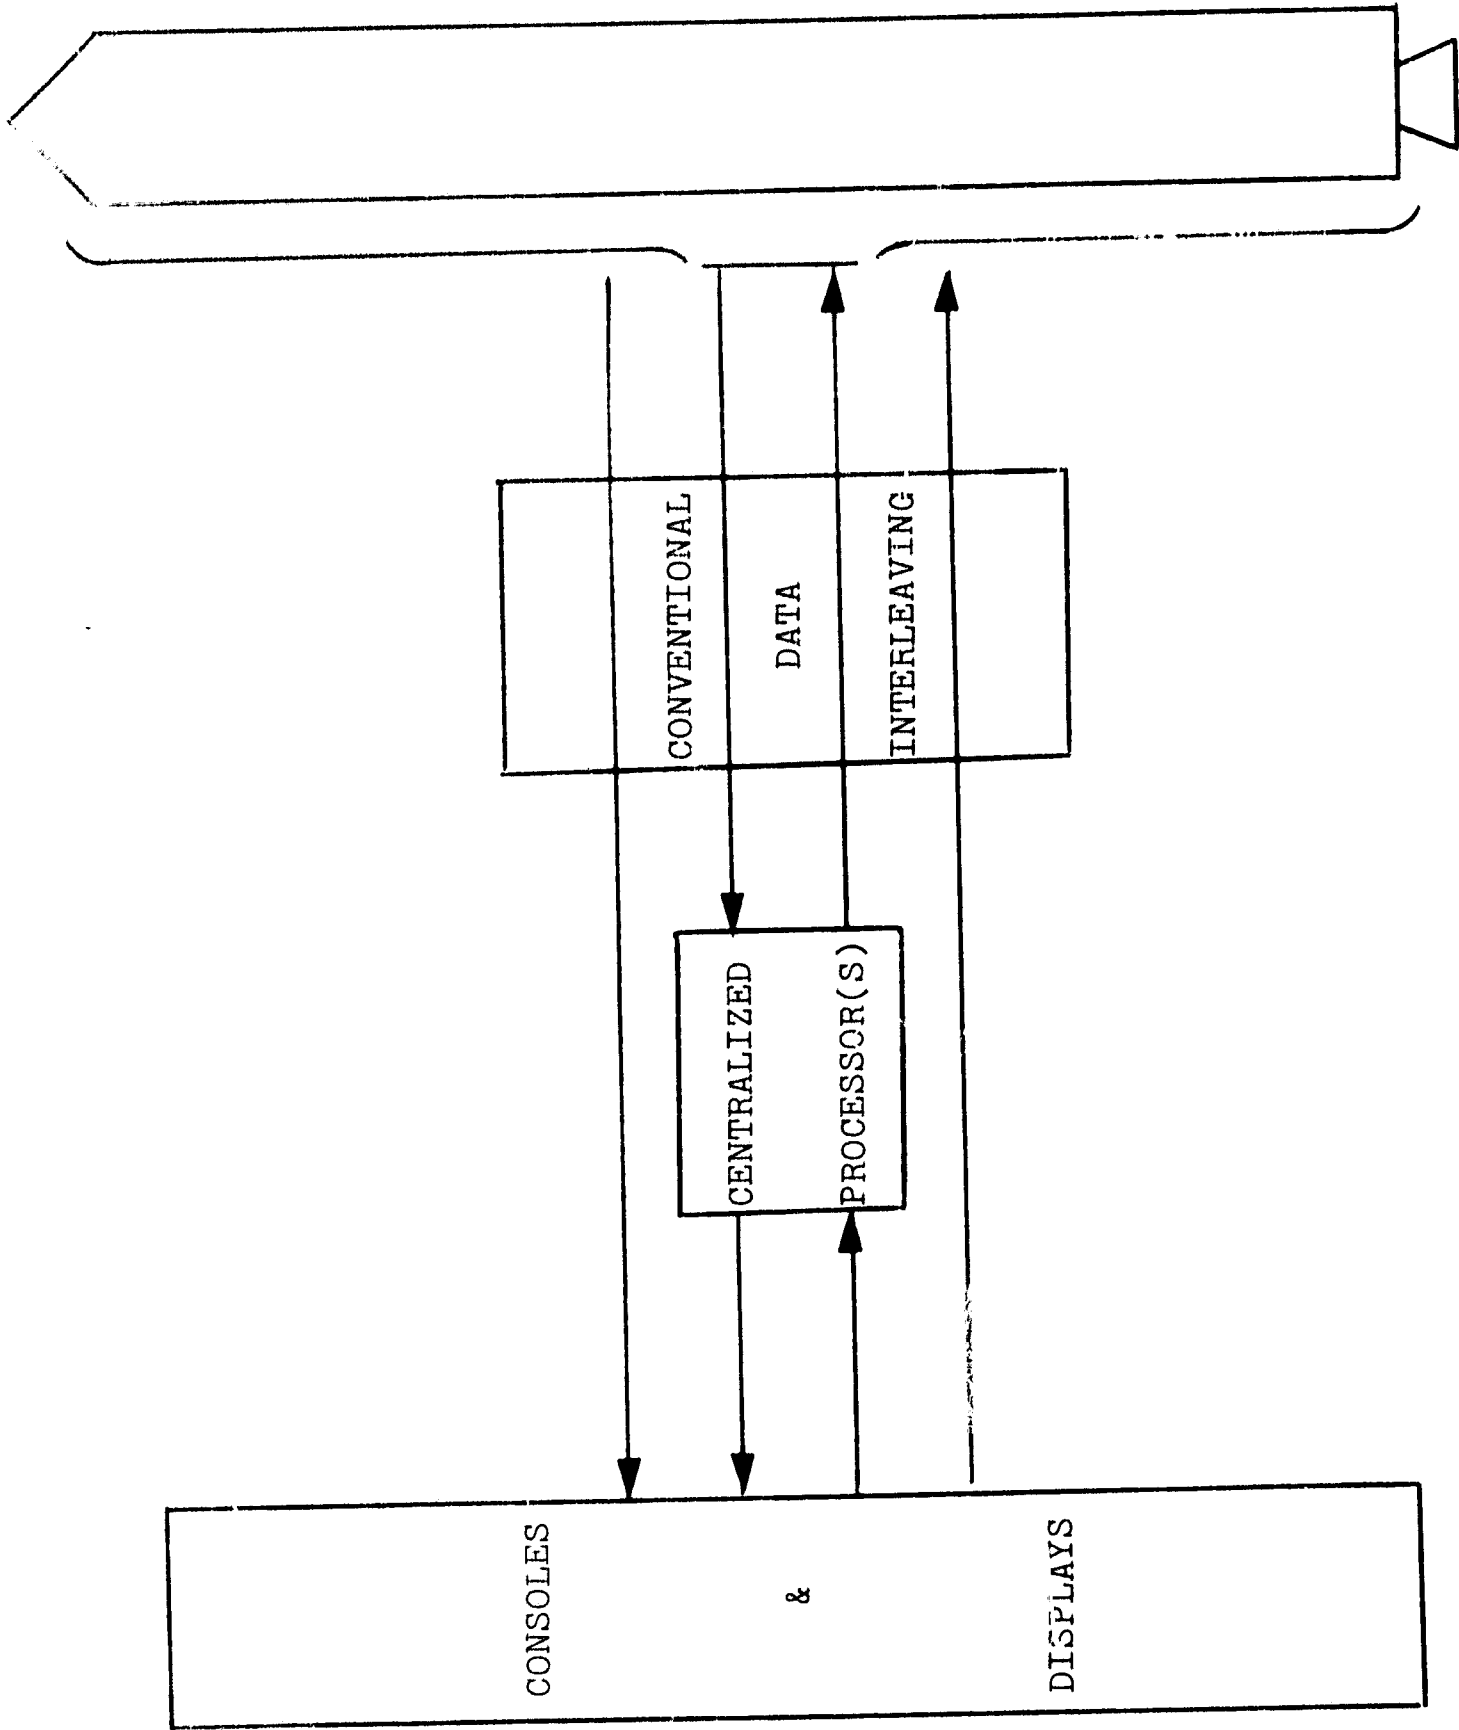 CONSOLES
&
DISPLAYS
CENTRALIZED
PROCESSOR(S)
CONVENTIONAL
DATA
INTERLEAVING